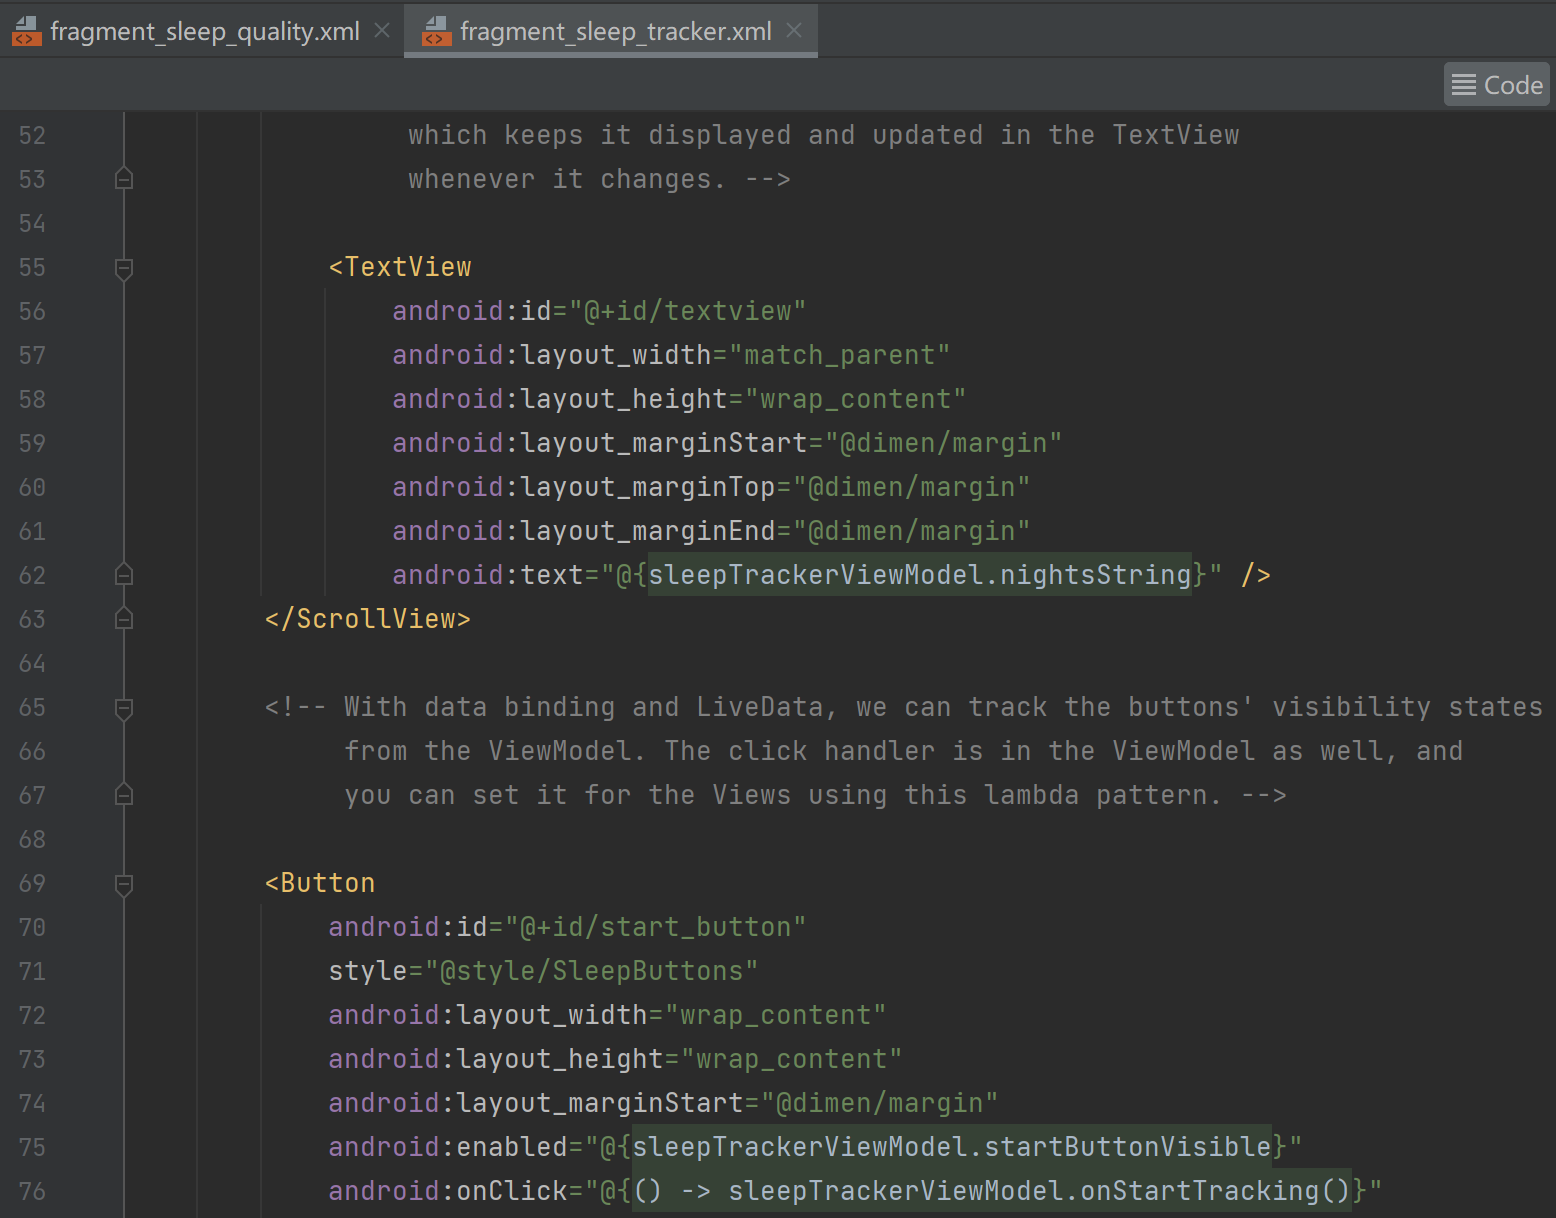 fragment_sleep_quality.xml
fragment_sleep_tracker.xml
Code
52 which keeps it displayed and updated in the TextView
53 whenever it changes. -->
54
55 <TextView
56 android:id="@+id/textview"
57 android:layout_width="match_parent"
58 android:layout_height="wrap_content"
59 android:layout_marginStart="@dimen/margin"
60 android:layout_marginTop="@dimen/margin"
61 android:layout_marginEnd="@dimen/margin"
62 android:text="@{sleepTrackerViewModel.nightsString}" />
63 </ScrollView>
64
65 <!-- With data binding and LiveData, we can track the buttons' visibility states
66 from the ViewModel. The click handler is in the ViewModel as well, and
67 you can set it for the Views using this lambda pattern. -->
68
69 <Button
70 android:id="@+id/start_button"
71 style="@style/SleepButtons"
72 android:layout_width="wrap_content"
73 android:layout_height="wrap_content"
74 android:layout_marginStart="@dimen/margin"
75 android:enabled="@{sleepTrackerViewModel.startButtonVisible}"
76 android:onClick="@{() -> sleepTrackerViewModel.onStartTracking()}"